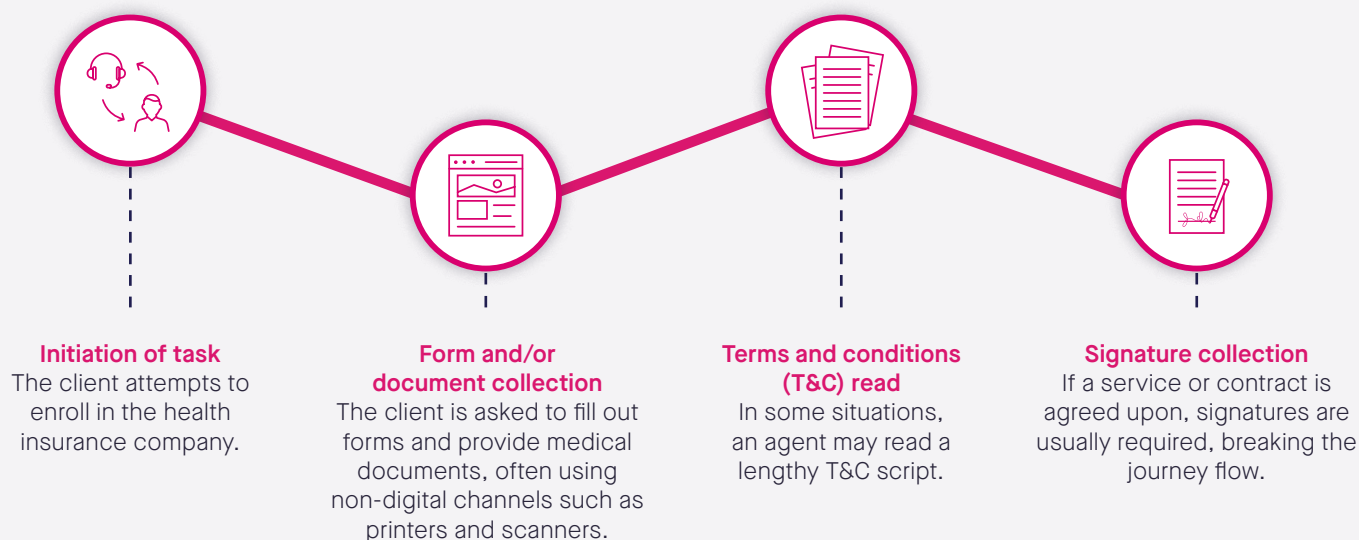 Initiation of task
The client attempts to
enroll in the health
insurance company.
Form and/or
document collection
The client is asked to fill out
forms and provide medical
documents, often using
non-digital channels such as
printers and scanners.
Terms and conditions
(T&C) read
In some situations,
an agent may read a
lengthy T&C script.
Signature collection
If a service or contract is
agreed upon, signatures are
usually required, breaking the
journey flow.